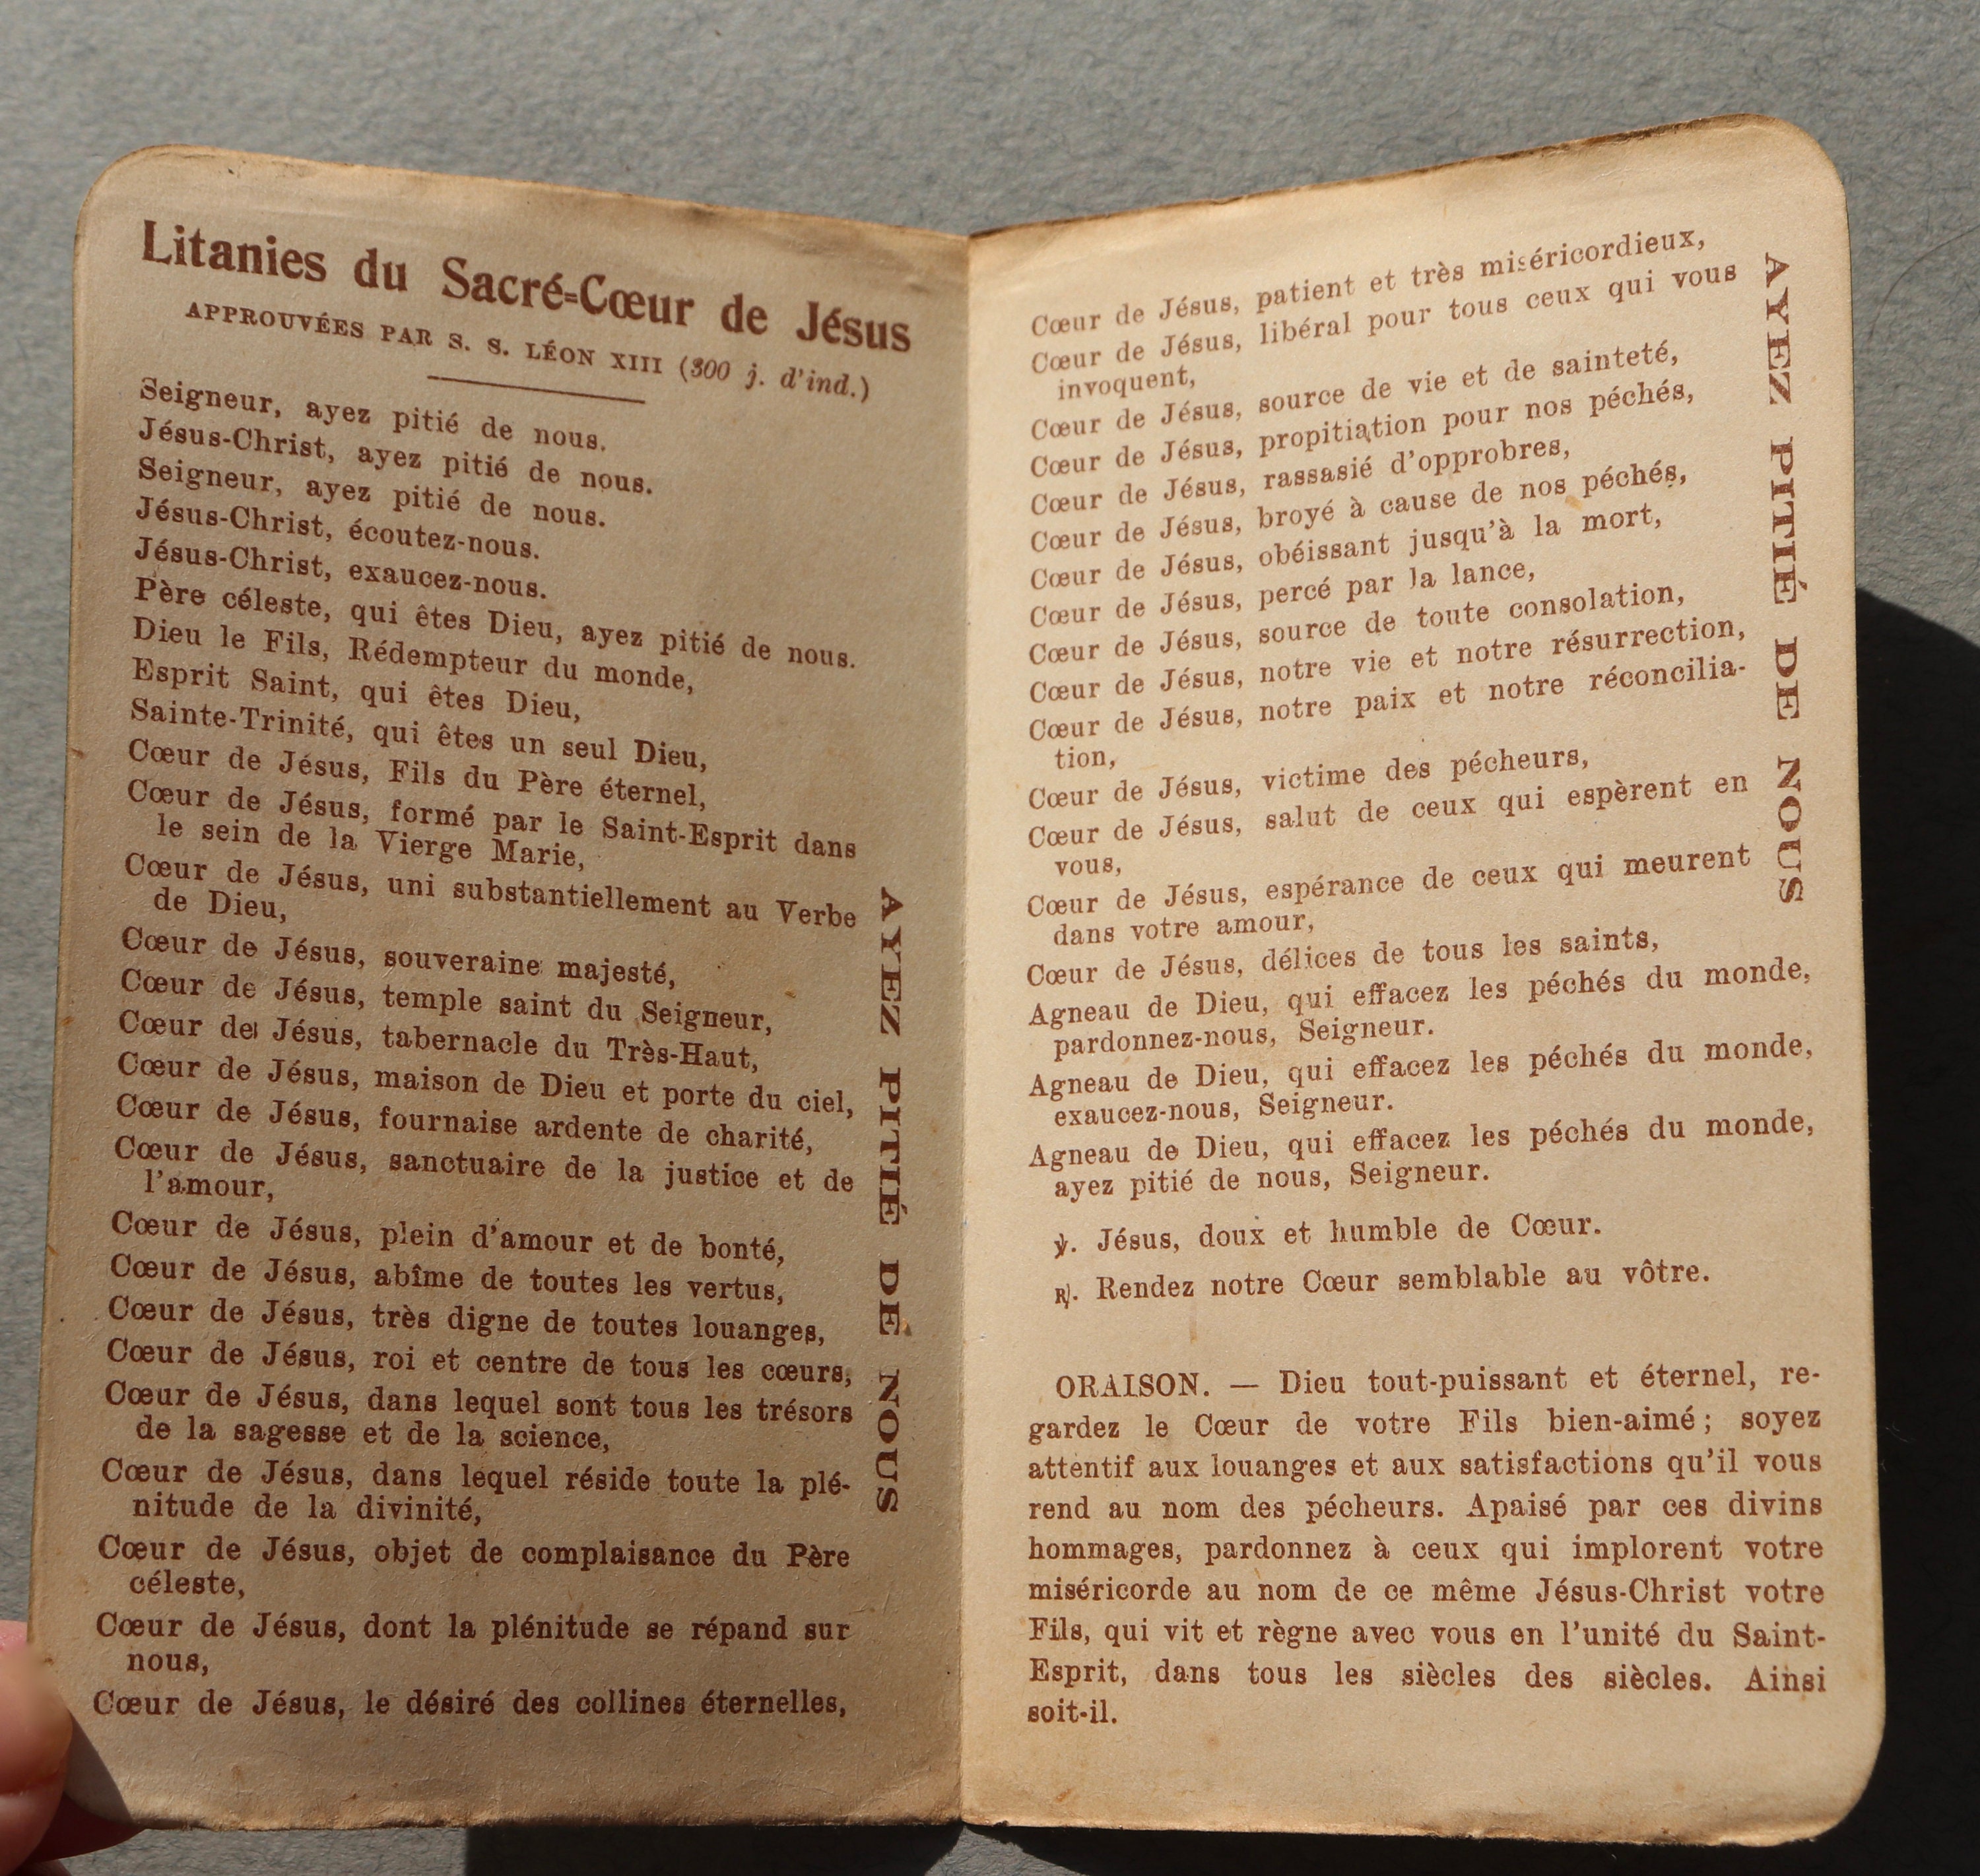 Litanies du Sacré-Cœur de Jésus
APPROUVÉES PAR S. S. LÉON XIII (300 j. d'ind.)
Seigneur, ayez pitié de nous.
Jésus-Christ, ayez pitié de nous.
Seigneur, ayez pitié de nous.
Jésus-Christ, écoutez-nous.
Jésus-Christ, exaucez-nous.
Père céleste, qui êtes Dieu, ayez pitié de nous.
Dieu le Fils, Rédempteur du monde,
Esprit Saint, qui êtes Dieu,
Sainte-Trinité, qui êtes un seul Dieu,
Cœur de Jésus, Fils du Père éternel,
Cœur de Jésus, formé par le Saint-Esprit dans
le sein de la Vierge Marie,
Cœur de Jésus, uni substantiellement au Verbe
de Dieu,
Cœur de Jésus, souveraine majesté,
Cœur de Jésus, temple saint du Seigneur,
Cœur de Jésus, tabernacle du Très-Haut,
Cœur de Jésus, maison de Dieu et porte du ciel,
Cœur de Jésus, fournaise ardente de charité,
Cœur de Jésus, sanctuaire de la justice et de
l'amour,
Cœur de Jésus, plein d'amour et de bonté,
Cœur de Jésus, abîme de toutes les vertus,
Cœur de Jésus, très digne de toutes louanges,
Cœur de Jésus, roi et centre de tous les cœurs,
Cœur de Jésus, dans lequel sont tous les trésors
de la sagesse et de la science,
Cœur de Jésus, dans lequel réside toute la plé-
nitude de la divinité,
Cœur de Jésus, objet de complaisance du Père
céleste,
Cœur de Jésus, dont la plénitude se répand sur
nous,
Cœur de Jésus, le désiré des collines éternelles,
AYEZ PITIÉ DE NOUS
Cœur de Jésus, patient et très miséricordieux,
Cœur de Jésus, libéral pour tous ceux qui vous
invoquent,
Cœur de Jésus, source de vie et de sainteté,
Cœur de Jésus, propitiation pour nos péchés,
Cœur de Jésus, rassasié d'opprobres,
Cœur de Jésus, broyé à cause de nos péchés,
Cœur de Jésus, obéissant jusqu'à la mort,
Cœur de Jésus, percé par la lance,
Cœur de Jésus, source de toute consolation,
Cœur de Jésus, notre vie et notre résurrection,
Cœur de Jésus, notre paix et notre réconcilia-
tion,
Cœur de Jésus, victime des pécheurs,
Cœur de Jésus, salut de ceux qui espèrent en
vous,
Cœur de Jésus, espérance de ceux qui meurent
dans votre amour,
Cœur de Jésus, délices de tous les saints,
AYEZ PITIÉ DE NOUS
Agneau de Dieu, qui effacez les péchés du monde,
pardonnez-nous, Seigneur.
Agneau de Dieu, qui effacez les péchés du monde,
exaucez-nous, Seigneur.
Agneau de Dieu, qui effacez les péchés du monde,
ayez pitié de nous, Seigneur.
℣. Jésus, doux et humble de Cœur.
℟. Rendez notre Cœur semblable au vôtre.
ORAISON. — Dieu tout-puissant et éternel, re-
gardez le Cœur de votre Fils bien-aimé ; soyez
attentif aux louanges et aux satisfactions qu'il vous
rend au nom des pécheurs. Apaisé par ces divins
hommages, pardonnez à ceux qui implorent votre
miséricorde au nom de ce même Jésus-Christ votre
Fils, qui vit et règne avec vous en l'unité du Saint-
Esprit, dans tous les siècles des siècles. Ainsi
soit-il.